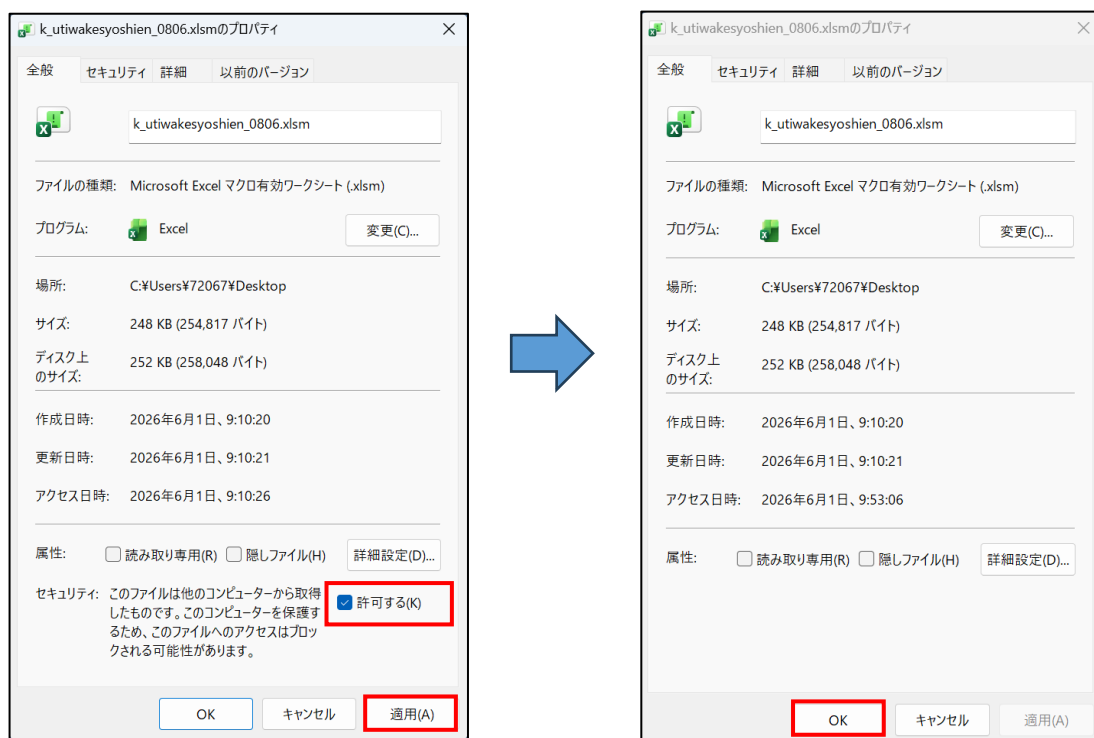 k_utiwakesyoshien_0806.xlsmのプロパティ
全般 セキュリティ 詳細 以前のバージョン
k_utiwakesyoshien_0806.xlsm
ファイルの種類: Microsoft Excel マクロ有効ワークシート (.xlsm)
プログラム: Excel 変更(C)...
場所: C:¥Users¥72067¥Desktop
サイズ: 248 KB (254,817 バイト)
ディスク上
のサイズ: 252 KB (258,048 バイト)
作成日時: 2026年6月1日、9:10:20
更新日時: 2026年6月1日、9:10:21
アクセス日時: 2026年6月1日、9:10:26
属性: 読み取り専用(R) 隠しファイル(H) 詳細設定(D)...
セキュリティ: このファイルは他のコンピューターから取得
したものです。このコンピューターを保護す
るため、このファイルへのアクセスはブロッ
クされる可能性があります。
許可する(K)
OK キャンセル 適用(A)
k_utiwakesyoshien_0806.xlsmのプロパティ
全般 セキュリティ 詳細 以前のバージョン
k_utiwakesyoshien_0806.xlsm
ファイルの種類: Microsoft Excel マクロ有効ワークシート (.xlsm)
プログラム: Excel 変更(C)...
場所: C:¥Users¥72067¥Desktop
サイズ: 248 KB (254,817 バイト)
ディスク上
のサイズ: 252 KB (258,048 バイト)
作成日時: 2026年6月1日、9:10:20
更新日時: 2026年6月1日、9:10:21
アクセス日時: 2026年6月1日、9:53:06
属性: 読み取り専用(R) 隠しファイル(H) 詳細設定(D)...
OK キャンセル 適用(A)